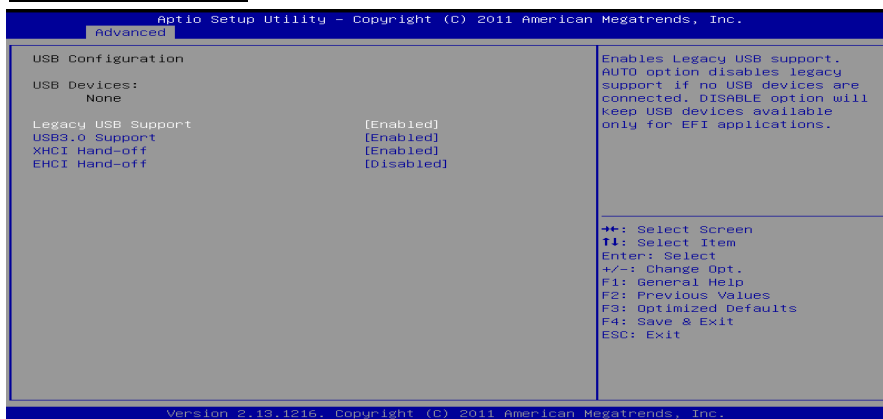 Aptio Setup Utility – Copyright (C) 2011 American Megatrends, Inc.
Advanced
USB Configuration
USB Devices:
None
Legacy USB Support [Enabled]
USB3.0 Support [Enabled]
XHCI Hand-off [Enabled]
EHCI Hand-off [Disabled]
Enables Legacy USB support.
AUTO option disables legacy
support if no USB devices are
connected. DISABLE option will
keep USB devices available
only for EFI applications.
→←: Select Screen
↑↓: Select Item
Enter: Select
+/-: Change Opt.
F1: General Help
F2: Previous Values
F3: Optimized Defaults
F4: Save & Exit
ESC: Exit
Version 2.13.1216. Copyright (C) 2011 American Megatrends, Inc.